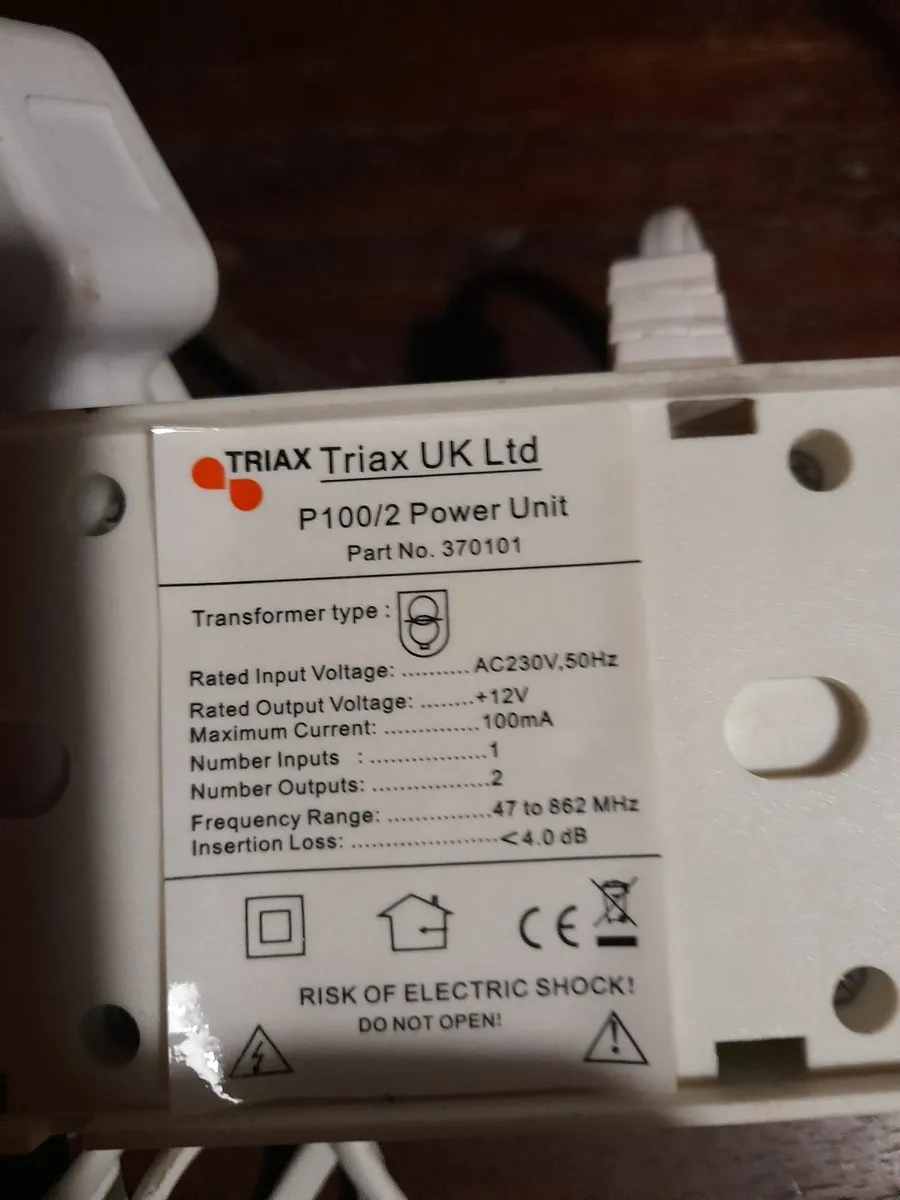 TRIAX Triax UK Ltd
P100/2 Power Unit
Part No. 370101
Transformer type :
Rated Input Voltage: .......... AC230V,50Hz
Rated Output Voltage: ........+12V
Maximum Current: ..............100mA
Number Inputs : .................1
Number Outputs: .................2
Frequency Range: ...............47 to 862 MHz
Insertion Loss: .....................<4.0 dB
CE
RISK OF ELECTRIC SHOCK!
DO NOT OPEN!